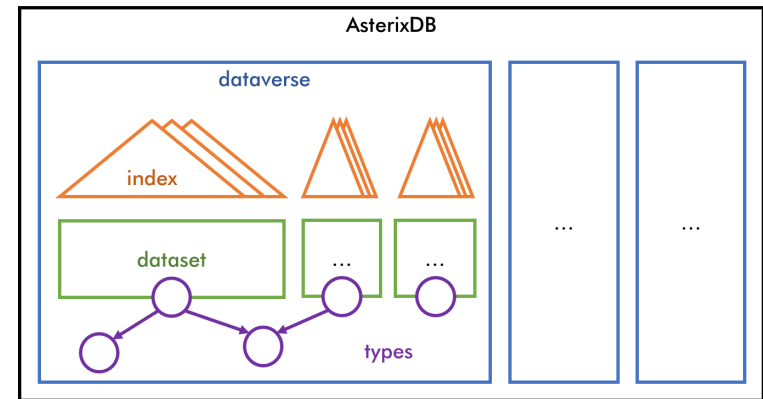 AsterixDB
dataverse
index
dataset
...
...
types
...
...